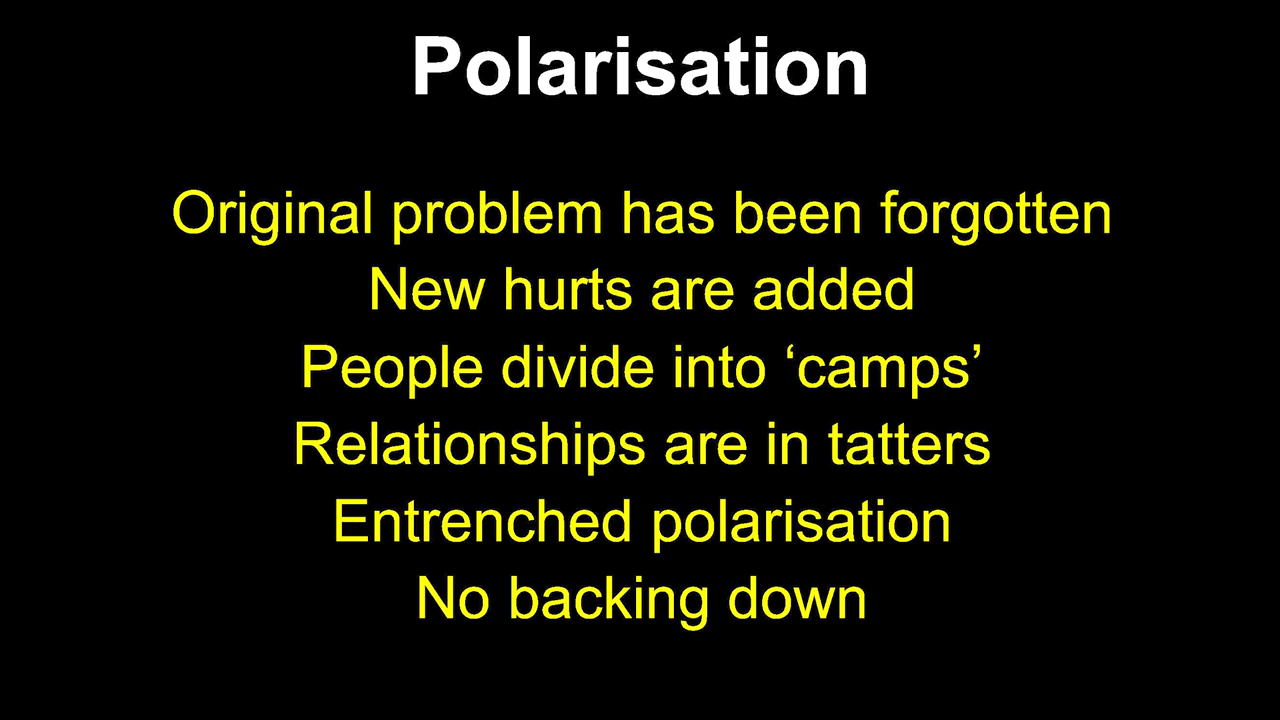 Polarisation
Original problem has been forgotten
New hurts are added
People divide into ‘camps’
Relationships are in tatters
Entrenched polarisation
No backing down